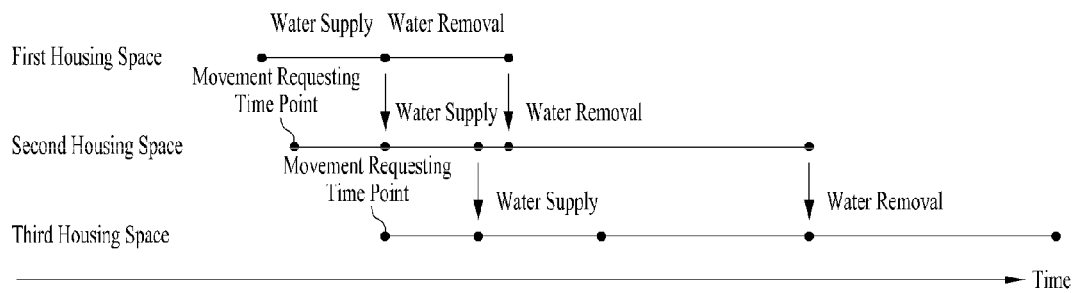 Water Supply Water Removal
First Housing Space
Movement Requesting
Time Point
Water Supply Water Removal
Second Housing Space
Movement Requesting
Time Point
Water Supply Water Removal
Third Housing Space
Time